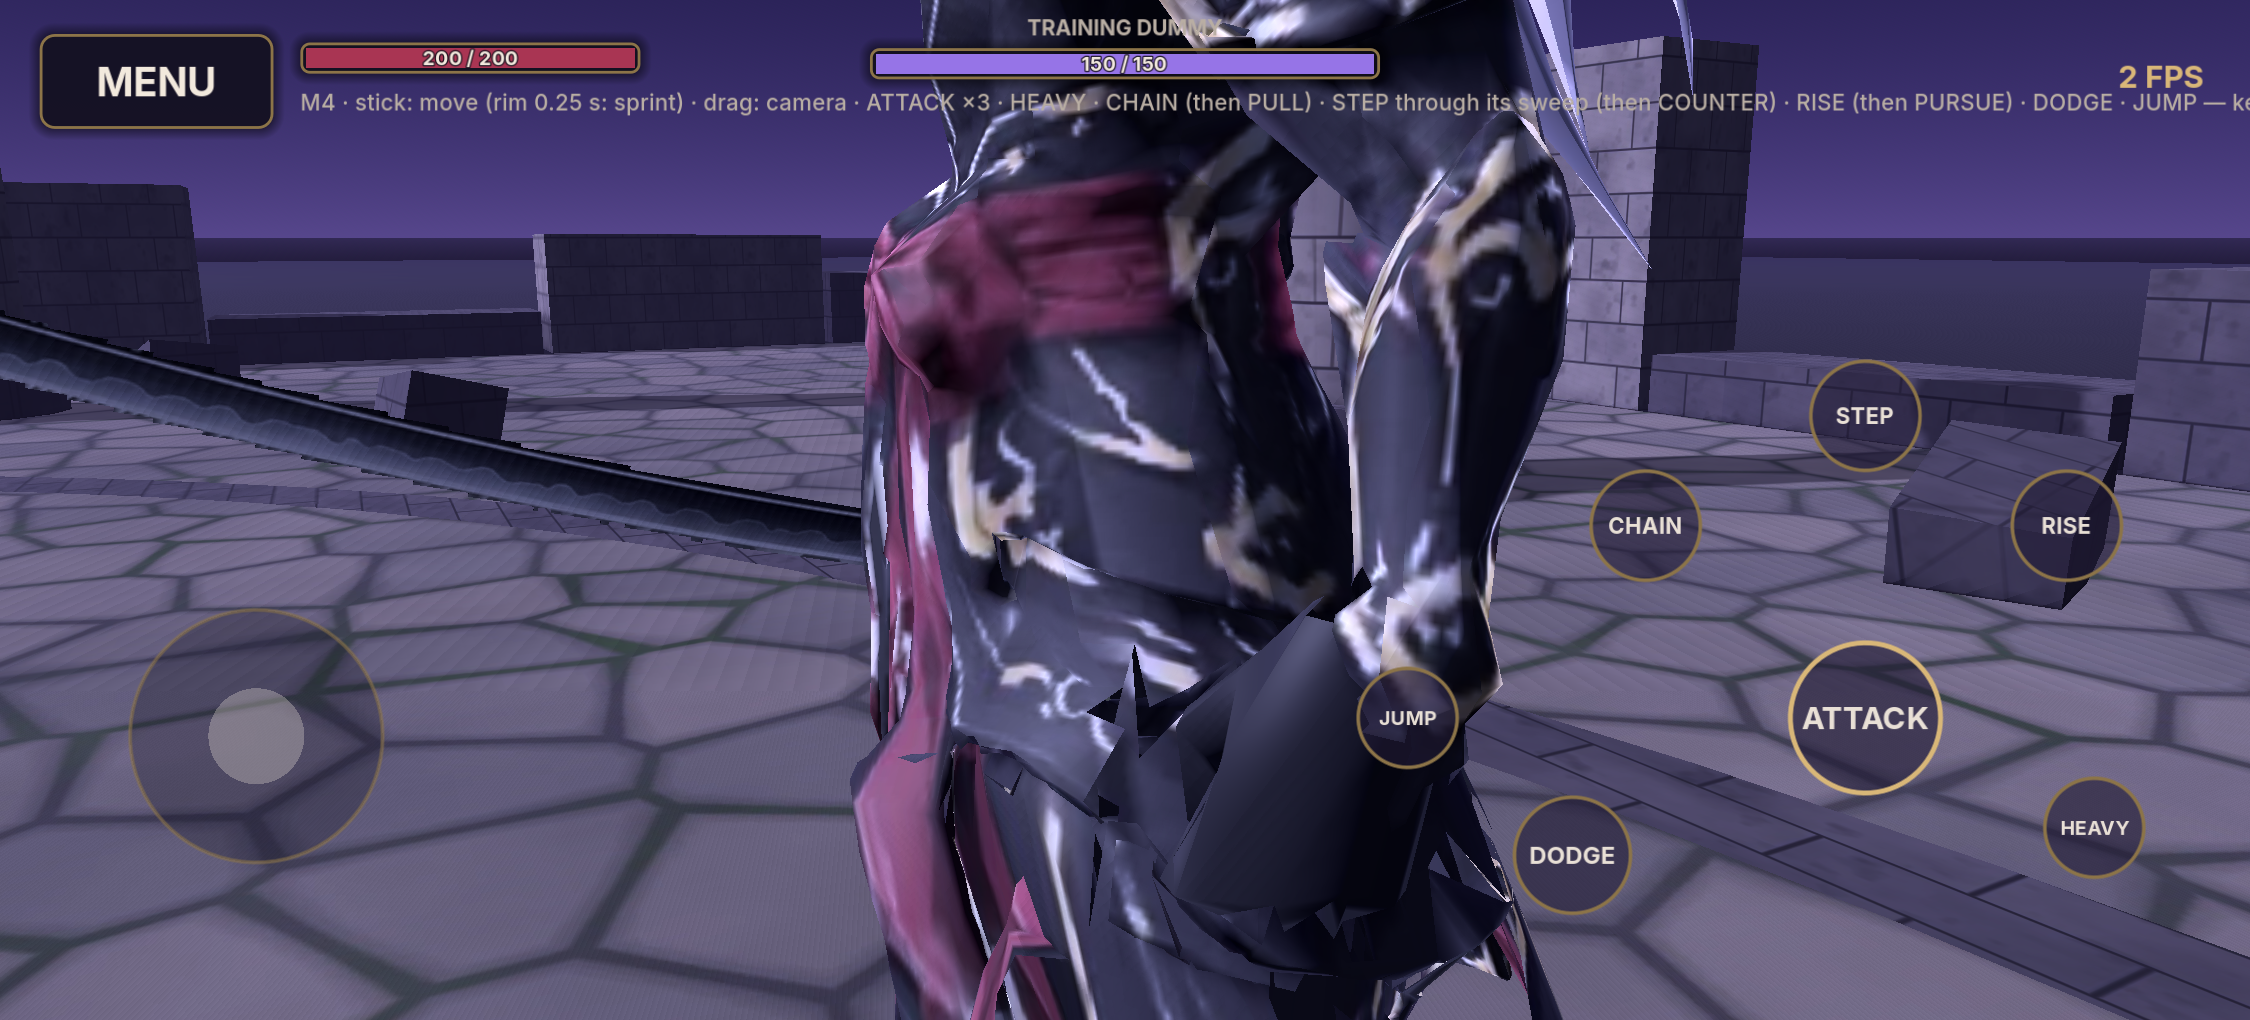 TRAINING DUMMY
MENU
200 / 200
150 / 150
2 FPS
M4 · stick: move (rim 0.25 s: sprint) · drag: camera · ATTACK ×3 · HEAVY · CHAIN (then PULL) · STEP through its sweep (then COUNTER) · RISE (then PURSUE) · DODGE · JUMP — ke
STEP
CHAIN
RISE
JUMP
ATTACK
HEAVY
DODGE